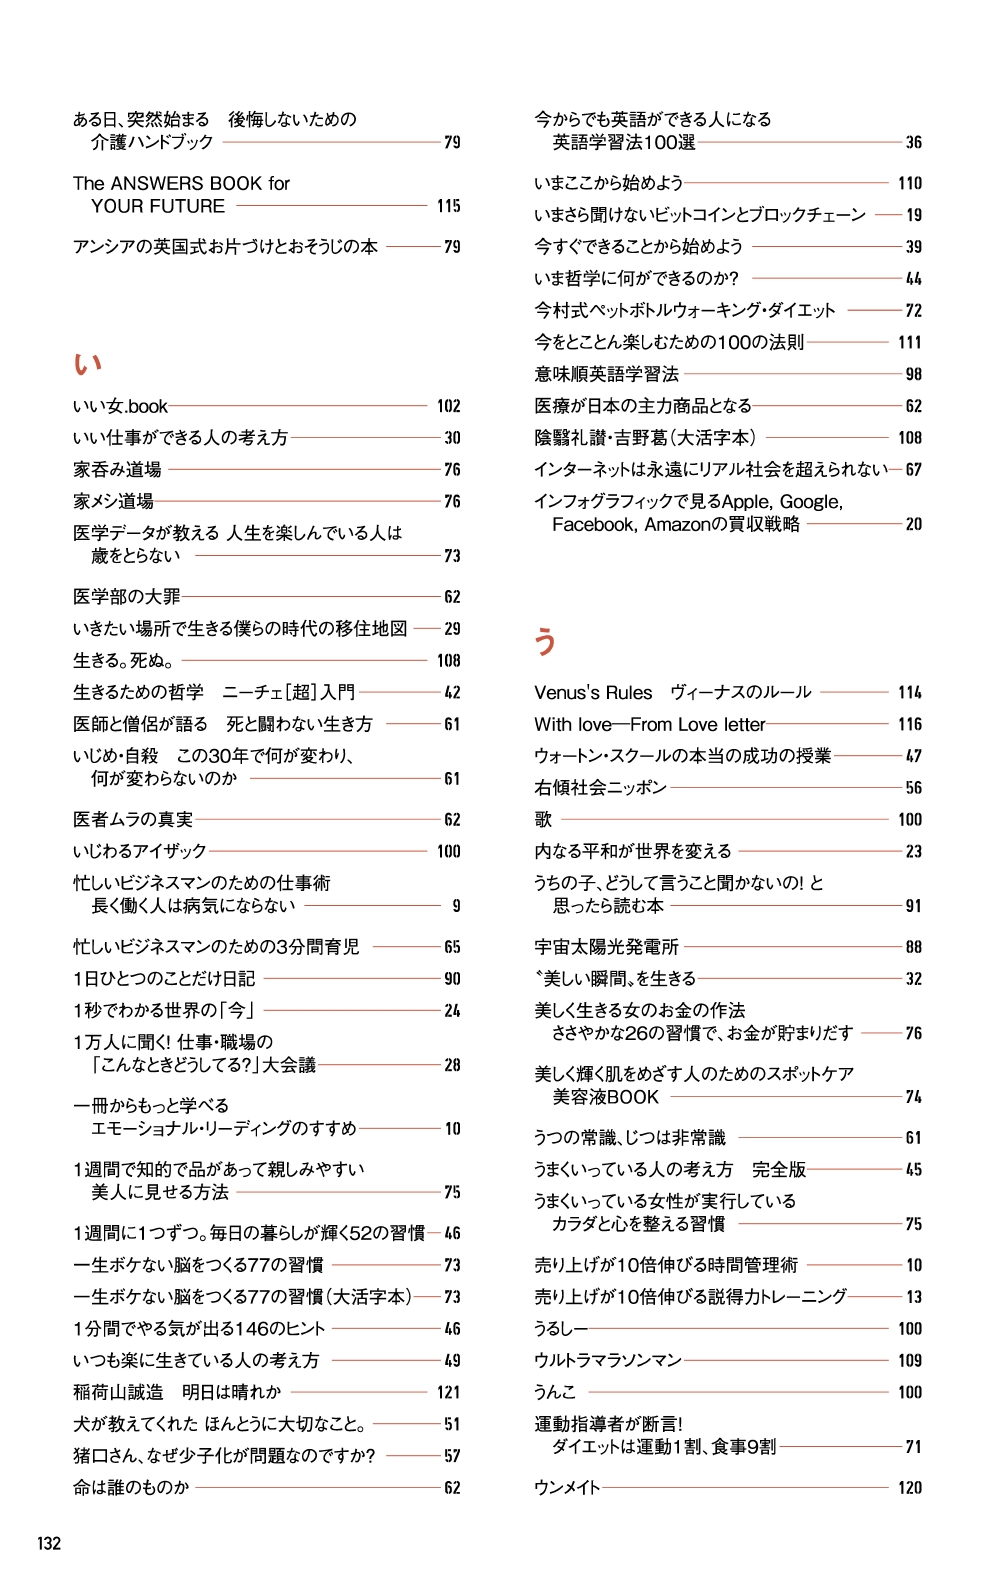 ある日、突然始まる　後悔しないための
介護ハンドブック 79
The ANSWERS BOOK for
YOUR FUTURE 115
アンシアの英国式お片づけとおそうじの本 79
い
いい女.book 102
いい仕事ができる人の考え方 30
家呑み道場 76
家メシ道場 76
医学データが教える 人生を楽しんでいる人は
歳をとらない 73
医学部の大罪 62
いきたい場所で生きる僕らの時代の移住地図 29
生きる。死ぬ。 108
生きるための哲学　ニーチェ[超]入門 42
医師と僧侶が語る　死と闘わない生き方 61
いじめ・自殺　この30年で何が変わり、
何が変わらないのか 61
医者ムラの真実 62
いじわるアイザック 100
忙しいビジネスマンのための仕事術
長く働く人は病気にならない 9
忙しいビジネスマンのための3分間育児 65
1日ひとつのことだけ日記 90
1秒でわかる世界の「今」 24
1万人に聞く! 仕事・職場の
「こんなときどうしてる?」大会議 28
一冊からもっと学べる
エモーショナル・リーディングのすすめ 10
1週間で知的で品があって親しみやすい
美人に見せる方法 75
1週間に1つずつ。毎日の暮らしが輝く52の習慣 46
一生ボケない脳をつくる77の習慣 73
一生ボケない脳をつくる77の習慣（大活字本） 73
1分間でやる気が出る146のヒント 46
いつも楽に生きている人の考え方 49
稲荷山誠造　明日は晴れか 121
犬が教えてくれた ほんとうに大切なこと。 51
猪口さん、なぜ少子化が問題なのですか? 57
命は誰のものか 62
今からでも英語ができる人になる
英語学習法100選 36
いまここから始めよう 110
いまさら聞けないビットコインとブロックチェーン 19
今すぐできることから始めよう 39
いま哲学に何ができるのか? 44
今村式ペットボトルウォーキング・ダイエット 72
今をとことん楽しむための100の法則 111
意味順英語学習法 98
医療が日本の主力商品となる 62
陰翳礼讃・吉野葛（大活字本） 108
インターネットは永遠にリアル社会を超えられない 67
インフォグラフィックで見るApple, Google,
Facebook, Amazonの買収戦略 20
う
Venus's Rules　ヴィーナスのルール 114
With love―From Love letter 116
ウォートン・スクールの本当の成功の授業 47
右傾社会ニッポン 56
歌 100
内なる平和が世界を変える 23
うちの子、どうして言うこと聞かないの! と
思ったら読む本 91
宇宙太陽光発電所 88
〝美しい瞬間〟を生きる 32
美しく生きる女のお金の作法
ささやかな26の習慣で、お金が貯まりだす 76
美しく輝く肌をめざす人のためのスポットケア
美容液BOOK 74
うつの常識、じつは非常識 61
うまくいっている人の考え方　完全版 45
うまくいっている女性が実行している
カラダと心を整える習慣 75
売り上げが10倍伸びる時間管理術 10
売り上げが10倍伸びる説得力トレーニング 13
うるしー 100
ウルトラマラソンマン 109
うんこ 100
運動指導者が断言!
ダイエットは運動1割、食事9割 71
ウンメイト 120
132